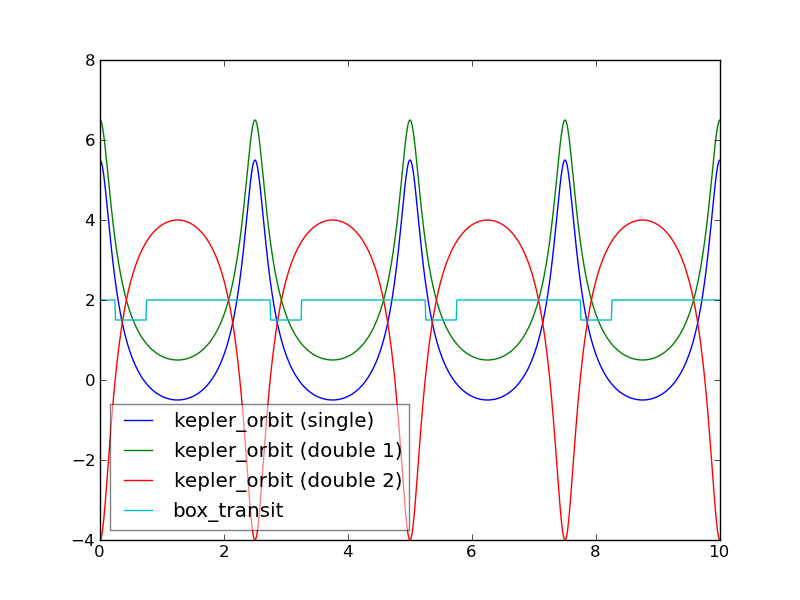 8
6
4
2
0
−2
−4
kepler_orbit (single)
kepler_orbit (double 1)
kepler_orbit (double 2)
box_transit
0 2 4 6 8 10